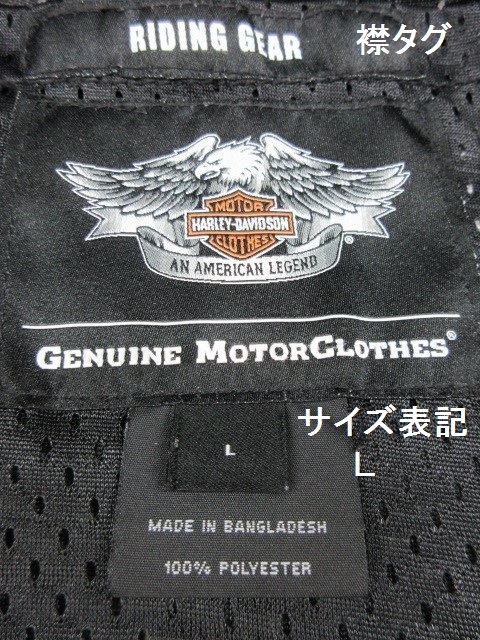 RIDING GEAR
襟タグ
MOTOR
HARLEY-DAVIDSON
CLOTHES
®
AN AMERICAN LEGEND
GENUINE MOTORCLOTHES®
サイズ表記
L
L
MADE IN BANGLADESH
100% POLYESTER